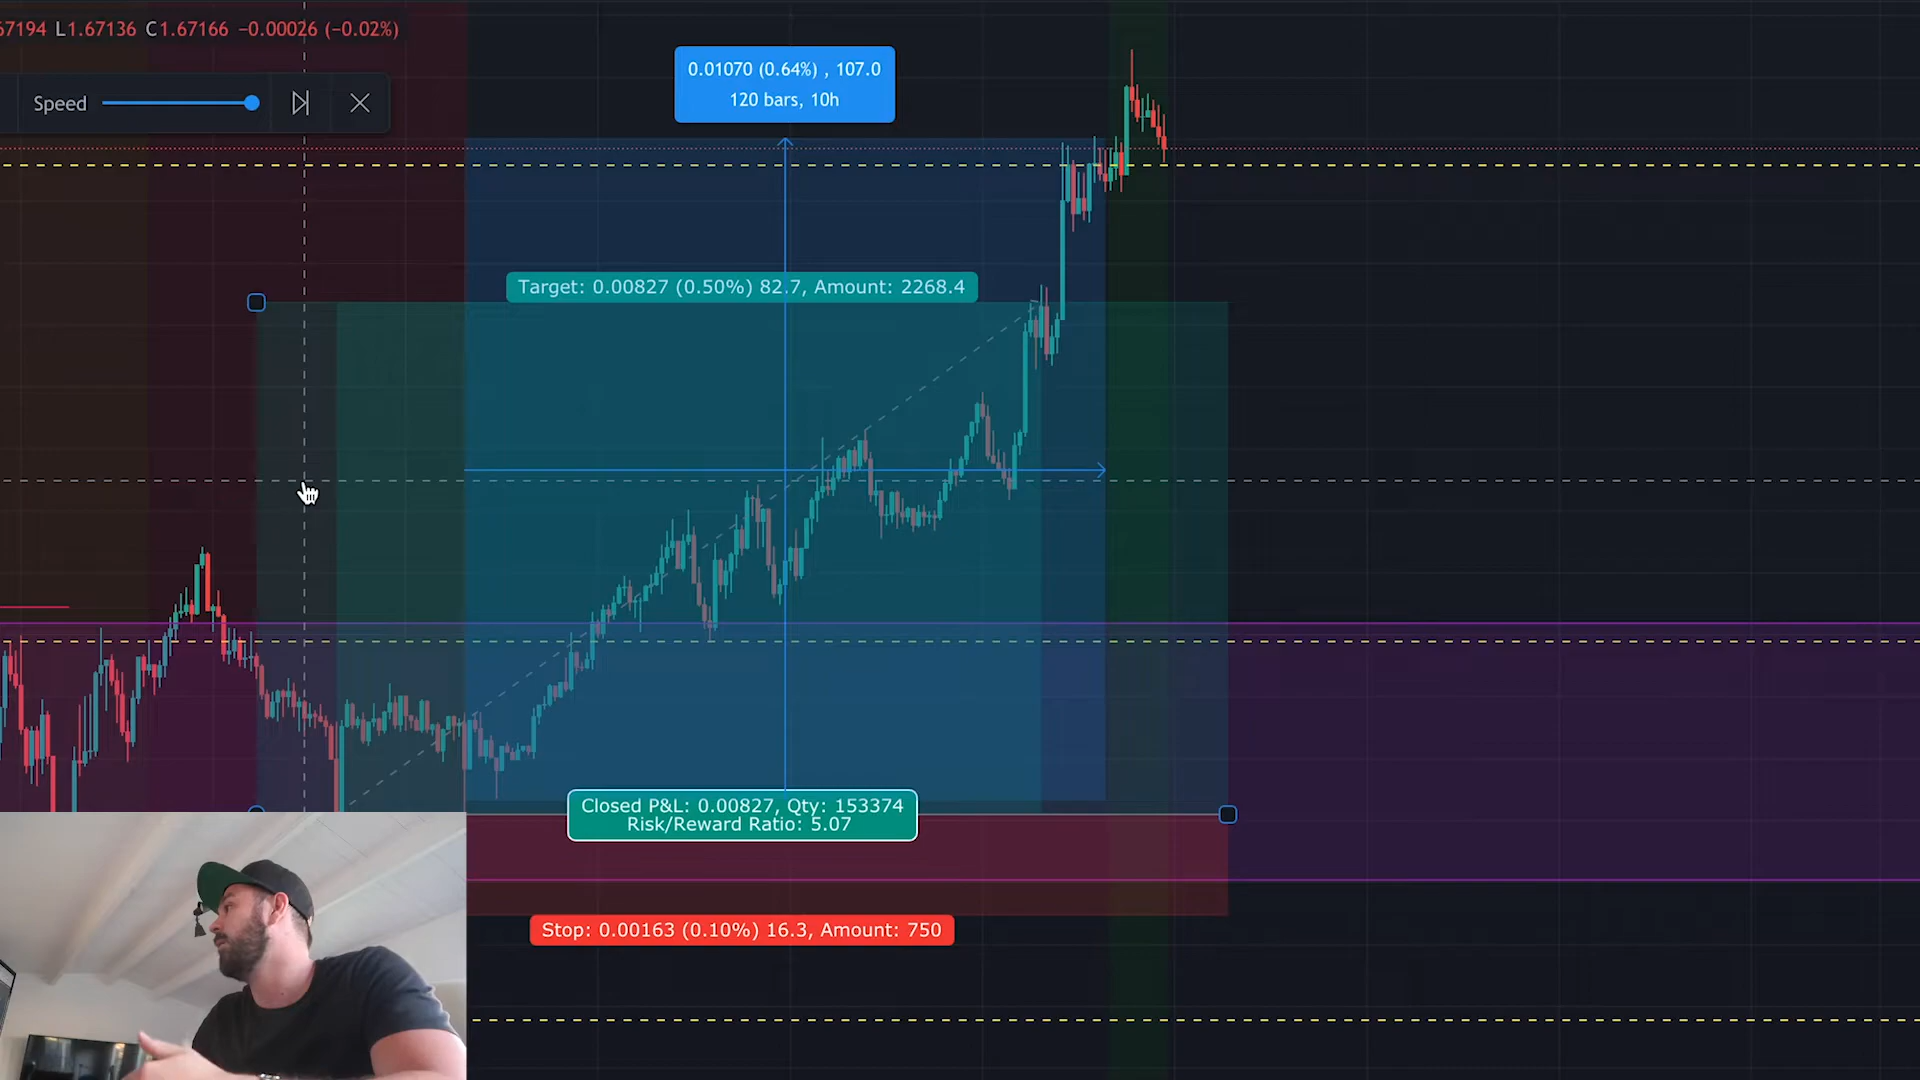 67194 L1.67136 C1.67166 −0.00026 (−0.02%)
Speed
0.01070 (0.64%) , 107.0
120 bars, 10h
Target: 0.00827 (0.50%) 82.7, Amount: 2268.4
Closed P&L: 0.00827, Qty: 153374
Risk/Reward Ratio: 5.07
Stop: 0.00163 (0.10%) 16.3, Amount: 750